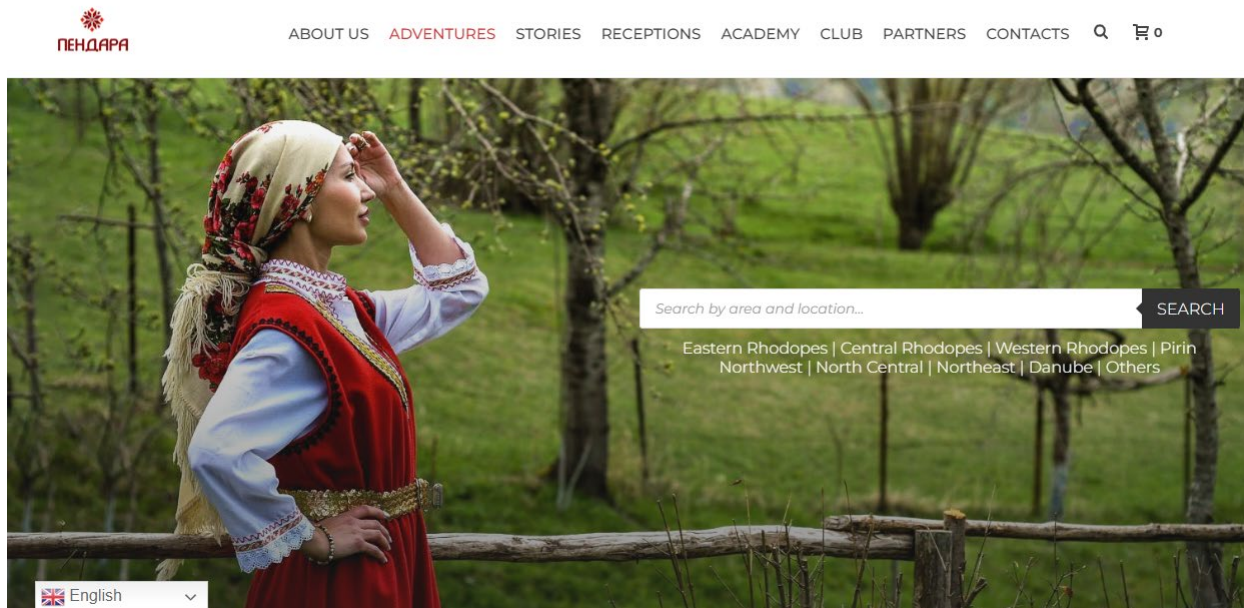 ПЕНДАРА
ABOUT US ADVENTURES STORIES RECEPTIONS ACADEMY CLUB PARTNERS CONTACTS 0
Search by area and location...
SEARCH
Eastern Rhodopes | Central Rhodopes | Western Rhodopes | Pirin
Northwest | North Central | Northeast | Danube | Others
English